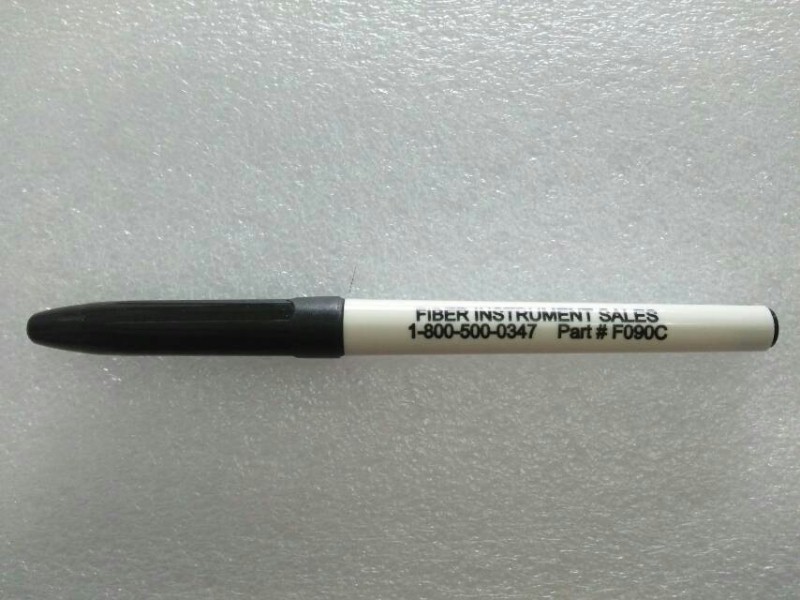 FIBER INSTRUMENT SALES
1-800-500-0347 Part # F090C